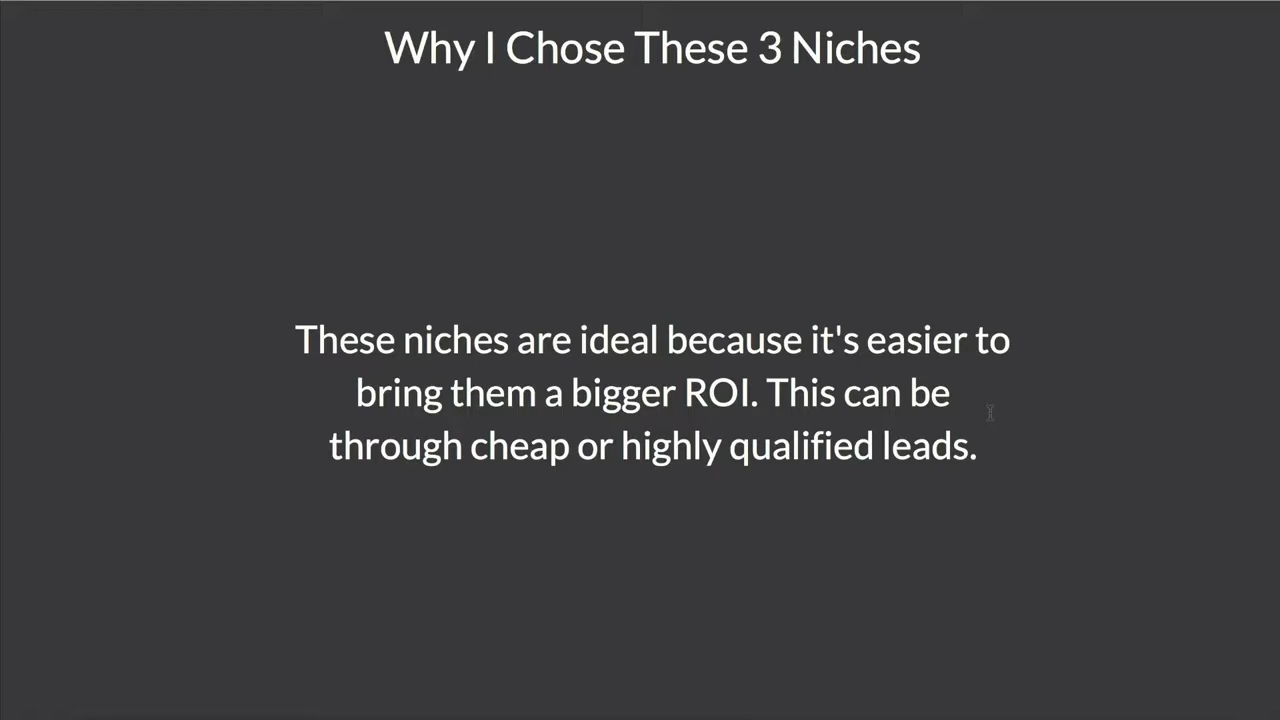 Why I Chose These 3 Niches
These niches are ideal because it's easier to
bring them a bigger ROI. This can be
through cheap or highly qualified leads.